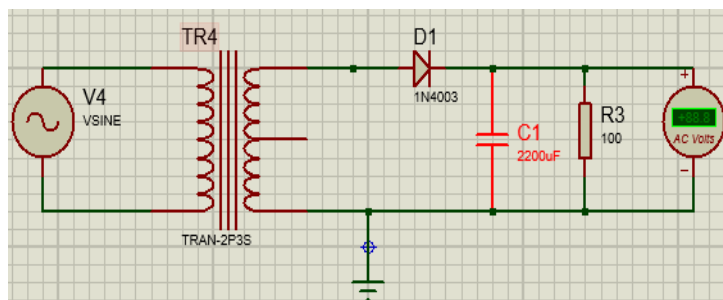 TR4
D1
V4
VSINE
1N4003
C1
2200uF
R3
100
+
+88.8
AC Volts
−
TRAN-2P3S